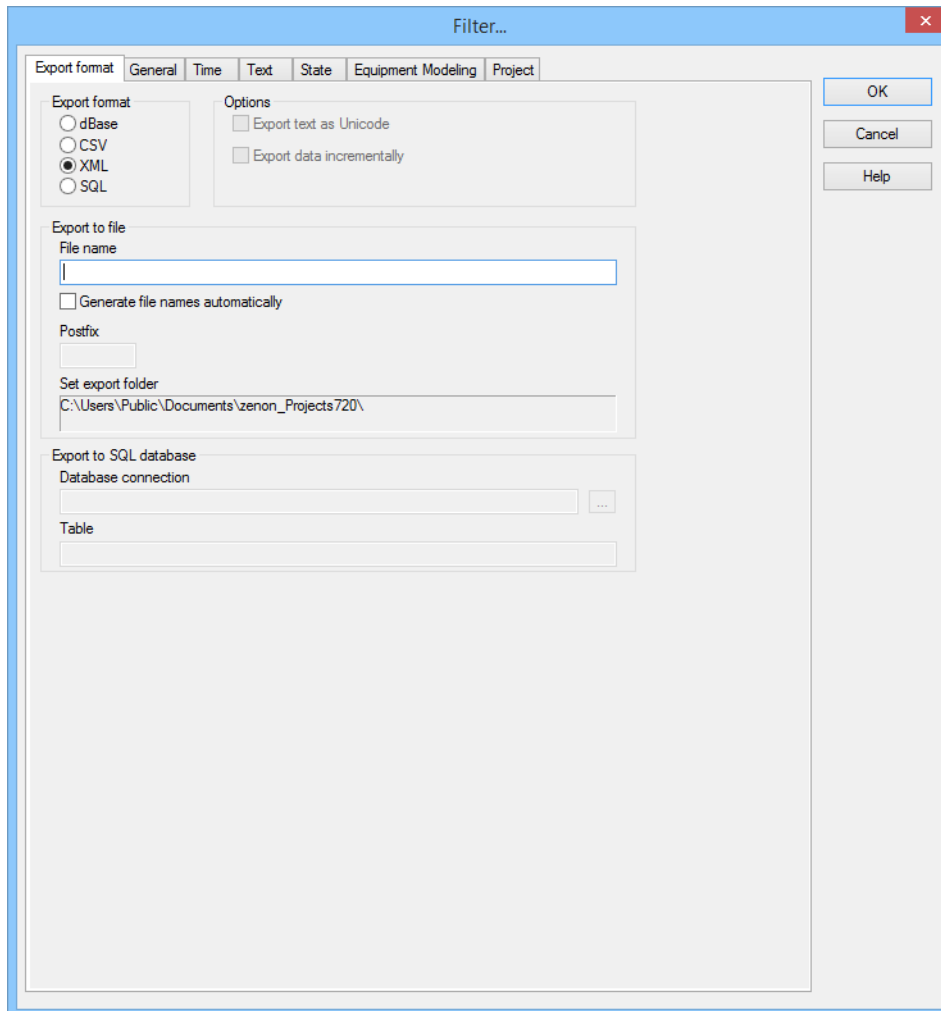 Filter...
Export format General Time Text State Equipment Modeling Project
OK
Cancel
Help
Export format
dBase
CSV
XML
SQL
Options
Export text as Unicode
Export data incrementally
Export to file
File name
Generate file names automatically
Postfix
Set export folder
C:\Users\Public\Documents\zenon_Projects720\
Export to SQL database
Database connection
...
Table